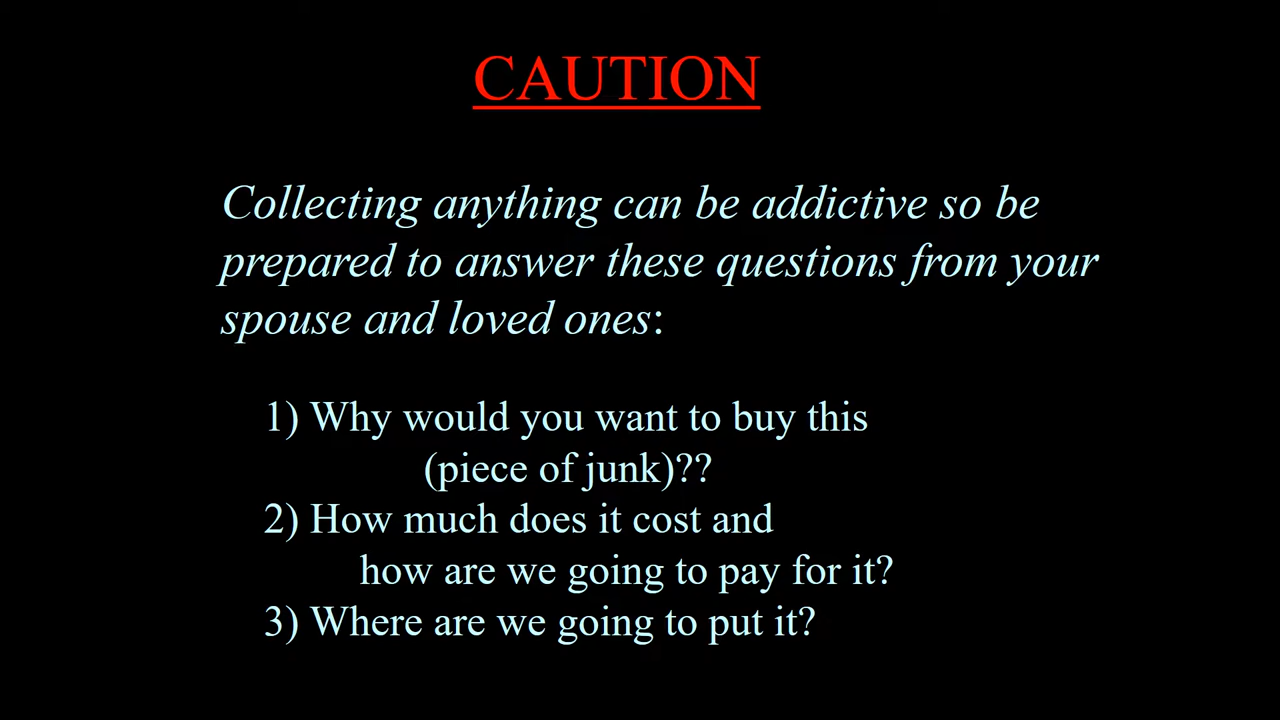 CAUTION
Collecting anything can be addictive so be
prepared to answer these questions from your
spouse and loved ones:
1) Why would you want to buy this
(piece of junk)??
2) How much does it cost and
how are we going to pay for it?
3) Where are we going to put it?